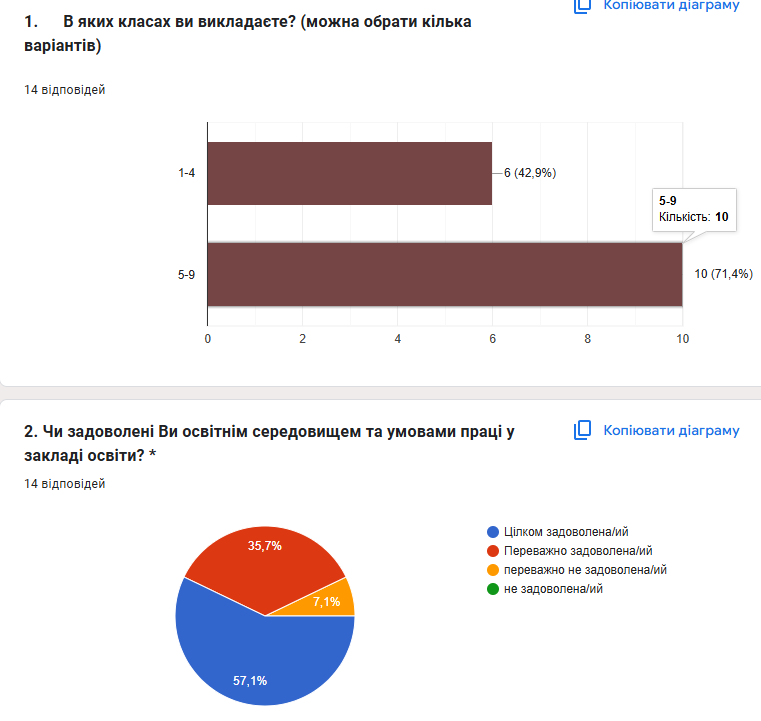 Копіювати діаграму
1. В яких класах ви викладаєте? (можна обрати кілька
варіантів)
14 відповідей
1-4
6 (42,9%)
5-9
Кількість: 10
5-9
10 (71,4%)
0 2 4 6 8 10
2. Чи задоволені Ви освітнім середовищем та умовами праці у
закладі освіти? *
Копіювати діаграму
14 відповідей
Цілком задоволена/ий
Переважно задоволена/ий
переважно не задоволена/ий
не задоволена/ий
35,7%
7,1%
57,1%